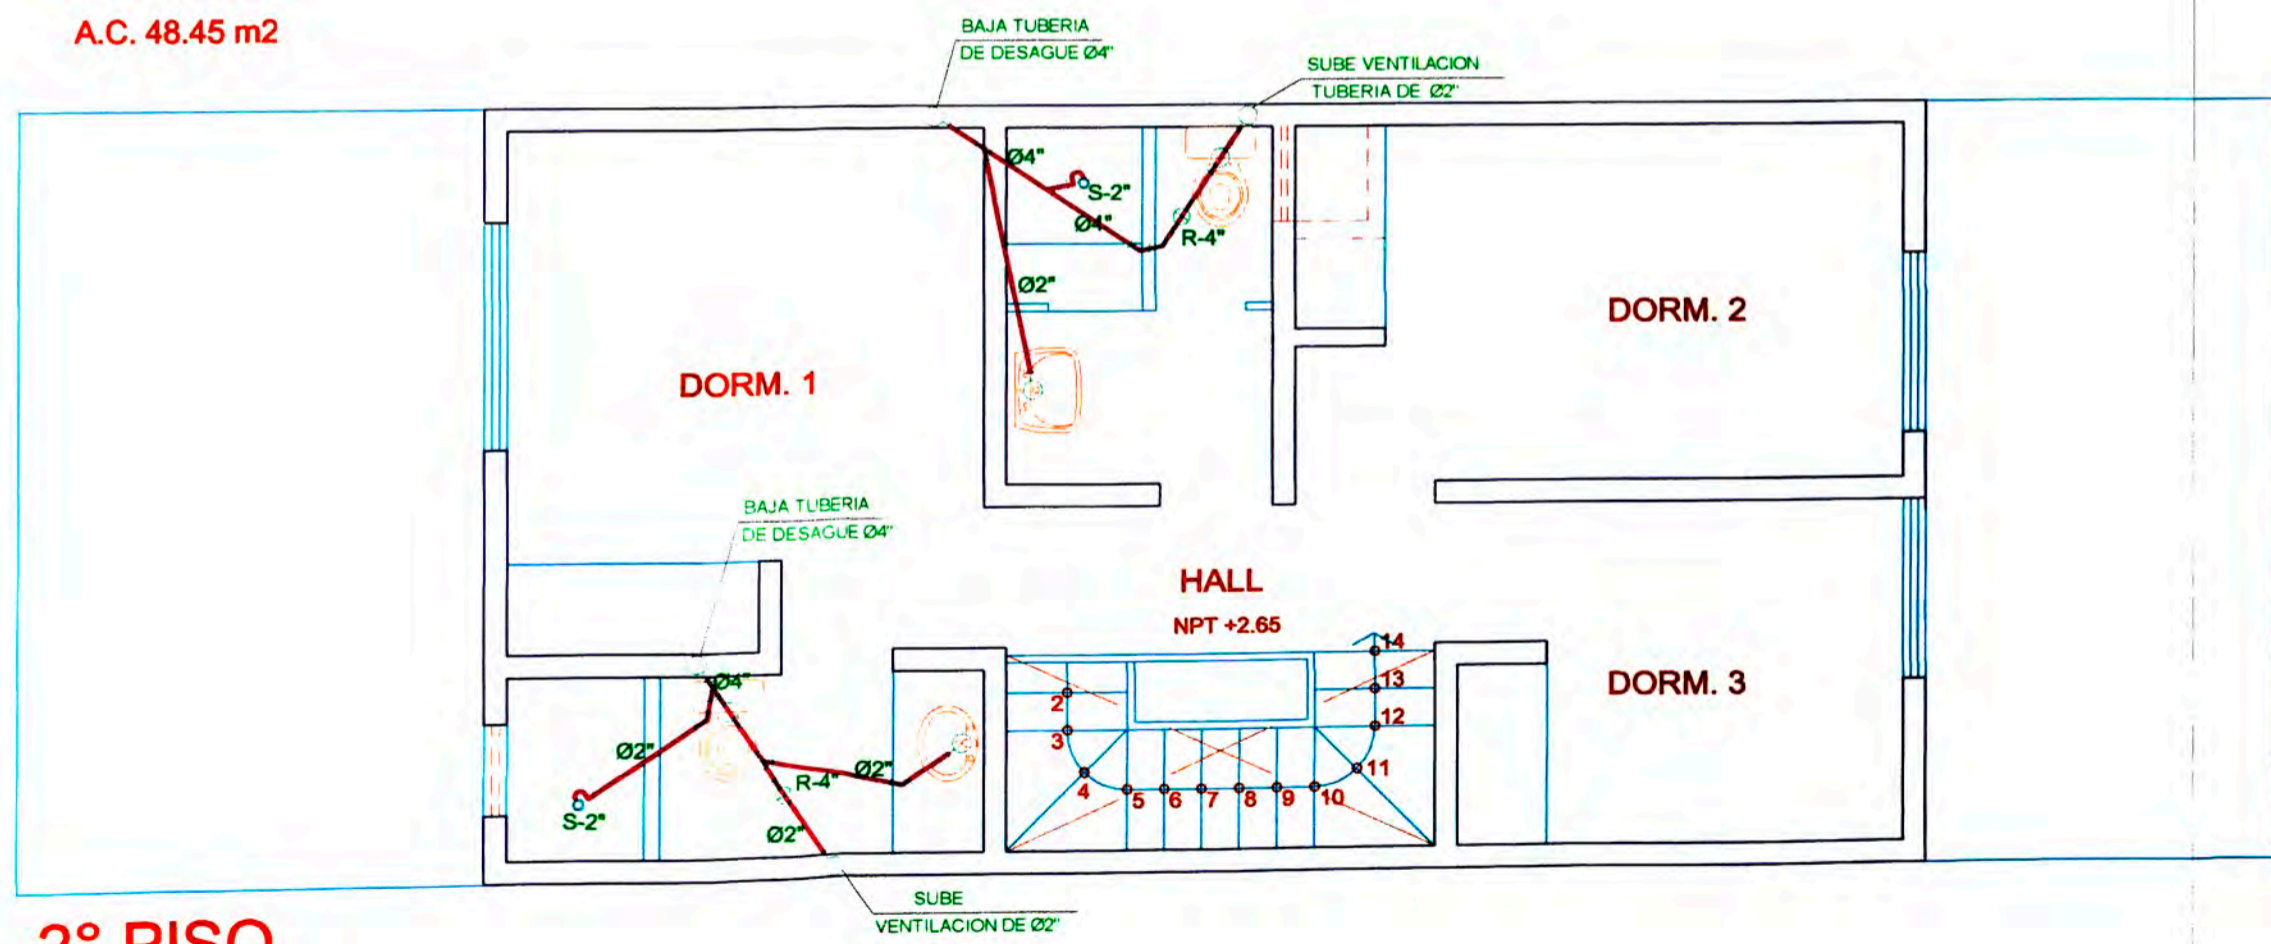 A.C. 48.45 m2
BAJA TUBERIA
DE DESAGUE Ø4"
SUBE VENTILACION
TUBERIA DE Ø2"
Ø4"
S-2"
Ø4"
R-4"
Ø2"
DORM. 1
DORM. 2
BAJA TUBERIA
DE DESAGUE Ø4"
HALL
NPT +2.65
14
13
12
11
10
9
8
7
6
5
4
3
2
DORM. 3
Ø4"
Ø2"
S-2"
R-4"
Ø2"
Ø2"
SUBE
VENTILACION DE Ø2"
2° PISO